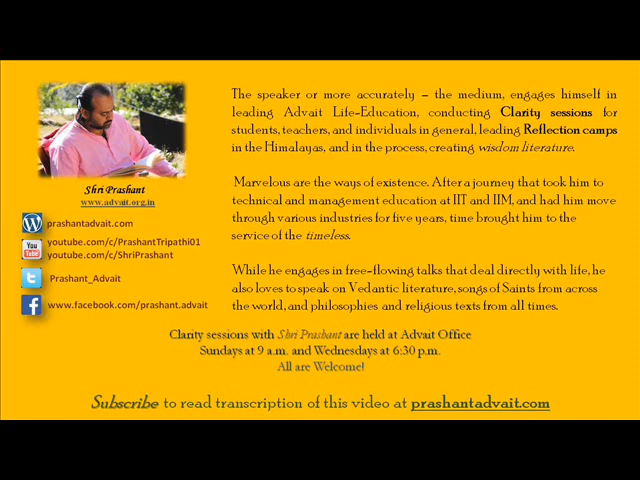 The speaker or more accurately – the medium, engages himself in
leading Advait Life-Education, conducting Clarity sessions for
students, teachers, and individuals in general, leading Reflection camps
in the Himalayas, and in the process, creating wisdom literature.
Marvelous are the ways of existence. After a journey that took him to
technical and management education at IIT and IIM, and had him move
through various industries for five years, time brought him to the
service of the timeless.
While he engages in free-flowing talks that deal directly with life, he
also loves to speak on Vedantic literature, songs of Saints from across
the world, and philosophies and religious texts from all times.
Shri Prashant
www.advait.org.in
prashantadvait.com
You
Tube
youtube.com/c/PrashantTripathi01
youtube.com/c/ShriPrashant
Prashant_Advait
www.facebook.com/prashant.advait
Clarity sessions with Shri Prashant are held at Advait Office
Sundays at 9 a.m. and Wednesdays at 6:30 p.m.
All are Welcome!
Subscribe to read transcription of this video at prashantadvait.com